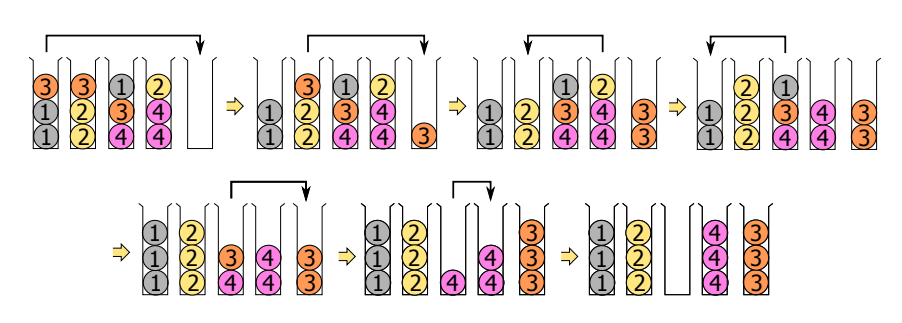 3 3 1 2 3 1 2 1 2 2 1
1 2 3 4 1 2 3 4 1 2 3 4 3 1 2 3 4 3
1 2 4 4 1 2 4 4 3 1 2 4 4 3 1 2 4 4 3
1 2 1 2 3 1 2 4 3
1 2 3 4 3 1 2 4 3 1 2 4 3
1 2 4 4 3 1 2 4 4 3 1 2 4 3